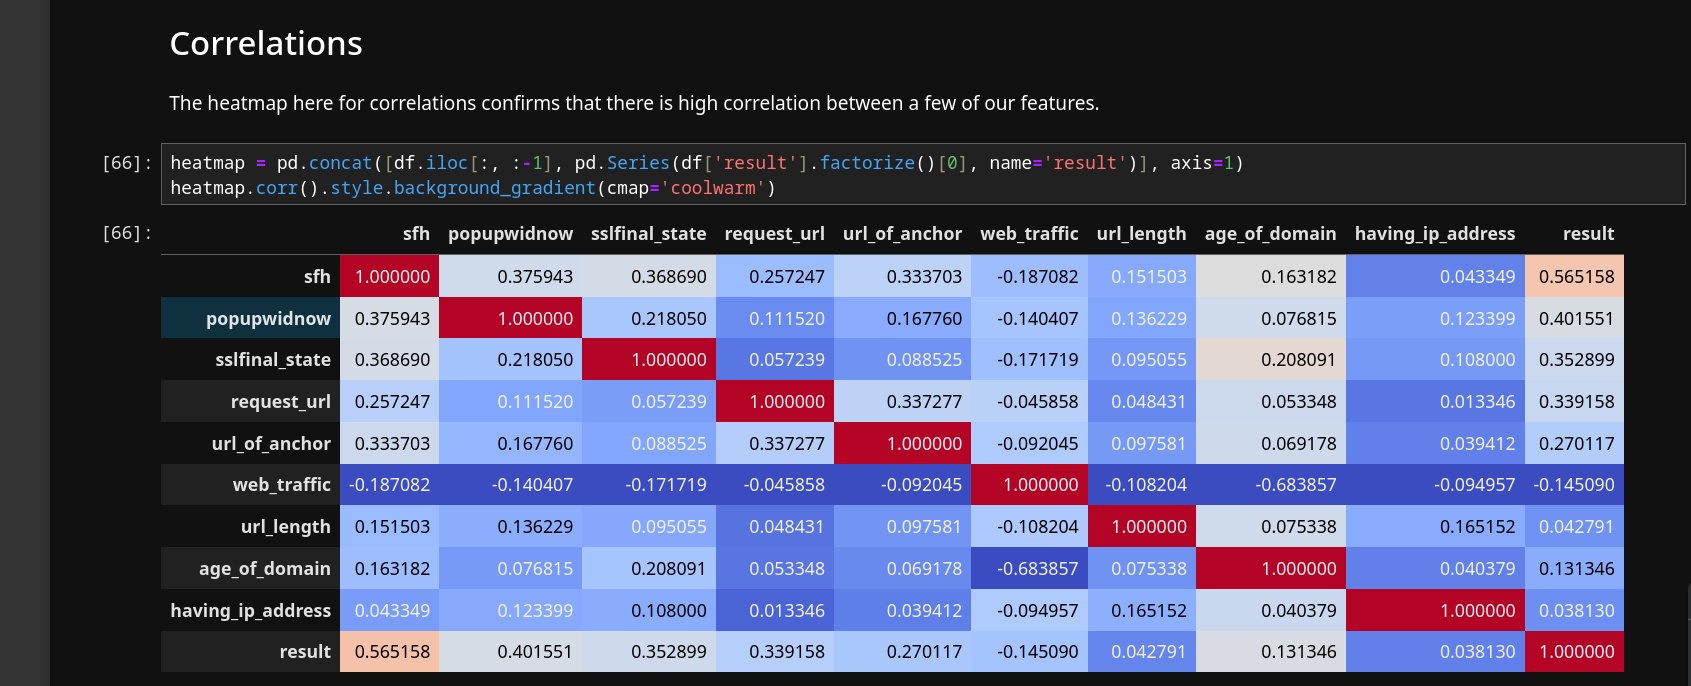 Correlations
The heatmap here for correlations confirms that there is high correlation between a few of our features.
[66]: heatmap = pd.concat([df.iloc[:, :-1], pd.Series(df['result'].factorize()[0], name='result')], axis=1)
heatmap.corr().style.background_gradient(cmap='coolwarm')
[66]: sfh popupwidnow sslfinal_state request_url url_of_anchor web_traffic url_length age_of_domain having_ip_address result
sfh 1.000000 0.375943 0.368690 0.257247 0.333703 -0.187082 0.151503 0.163182 0.043349 0.565158
popupwidnow 0.375943 1.000000 0.218050 0.111520 0.167760 -0.140407 0.136229 0.076815 0.123399 0.401551
sslfinal_state 0.368690 0.218050 1.000000 0.057239 0.088525 -0.171719 0.095055 0.208091 0.108000 0.352899
request_url 0.257247 0.111520 0.057239 1.000000 0.337277 -0.045858 0.048431 0.053348 0.013346 0.339158
url_of_anchor 0.333703 0.167760 0.088525 0.337277 1.000000 -0.092045 0.097581 0.069178 0.039412 0.270117
web_traffic -0.187082 -0.140407 -0.171719 -0.045858 -0.092045 1.000000 -0.108204 -0.683857 -0.094957 -0.145090
url_length 0.151503 0.136229 0.095055 0.048431 0.097581 -0.108204 1.000000 0.075338 0.165152 0.042791
age_of_domain 0.163182 0.076815 0.208091 0.053348 0.069178 -0.683857 0.075338 1.000000 0.040379 0.131346
having_ip_address 0.043349 0.123399 0.108000 0.013346 0.039412 -0.094957 0.165152 0.040379 1.000000 0.038130
result 0.565158 0.401551 0.352899 0.339158 0.270117 -0.145090 0.042791 0.131346 0.038130 1.000000